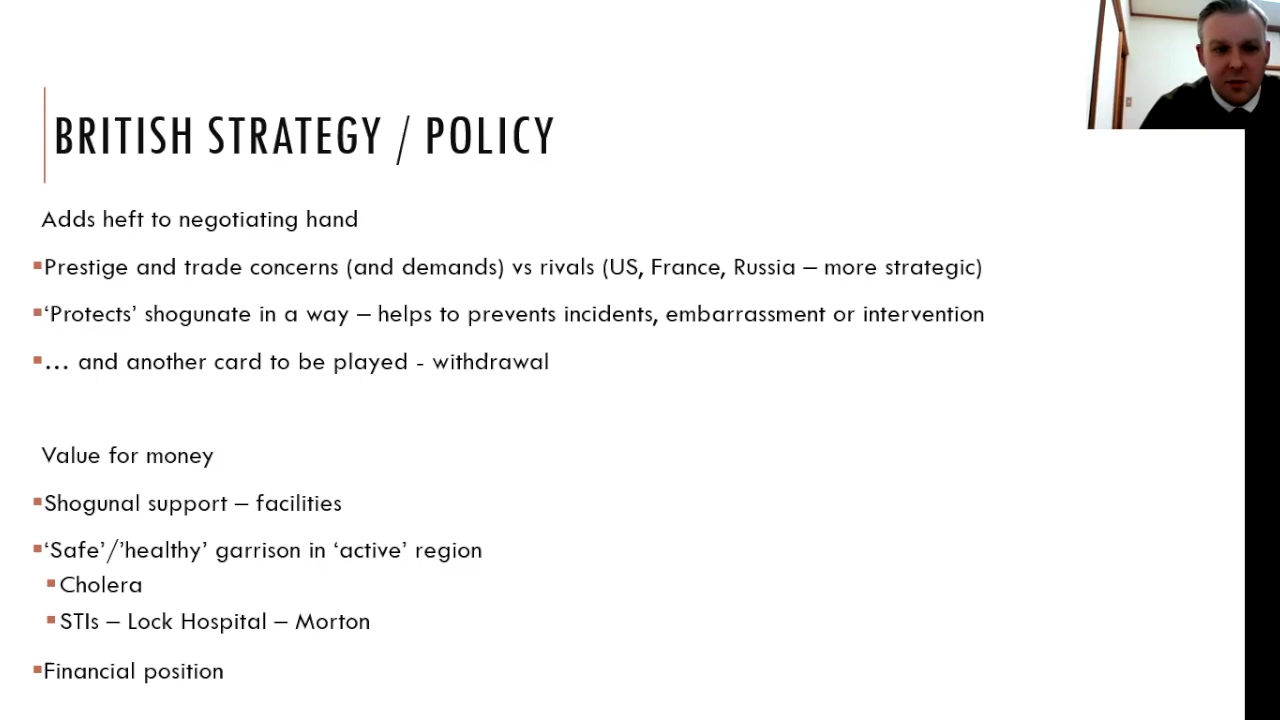 BRITISH STRATEGY / POLICY
Adds heft to negotiating hand
▪Prestige and trade concerns (and demands) vs rivals (US, France, Russia – more strategic)
▪‘Protects’ shogunate in a way – helps to prevents incidents, embarrassment or intervention
▪… and another card to be played - withdrawal
Value for money
▪Shogunal support – facilities
▪‘Safe’/’healthy’ garrison in ‘active’ region
▪Cholera
▪STIs – Lock Hospital – Morton
▪Financial position